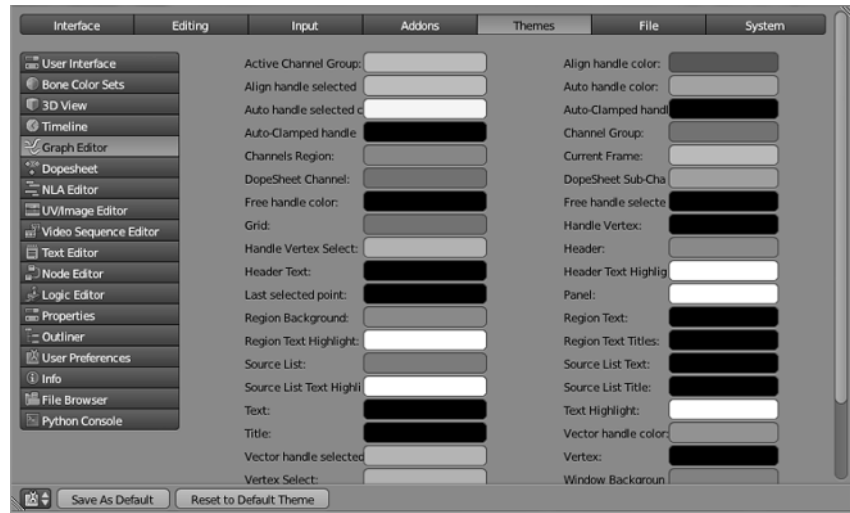 Interface Editing Input Addons Themes File System
User Interface
Bone Color Sets
3D View
Timeline
Graph Editor
Dopesheet
NLA Editor
UV/Image Editor
Video Sequence Editor
Text Editor
Node Editor
Logic Editor
Properties
Outliner
User Preferences
Info
File Browser
Python Console
Active Channel Group:
Align handle selected
Auto handle selected c
Auto-Clamped handle
Channels Region:
DopeSheet Channel:
Free handle color:
Grid:
Handle Vertex Select:
Header Text:
Last selected point:
Region Background:
Region Text Highlight:
Source List:
Source List Text Highli
Text:
Title:
Vector handle selected
Vertex Select:
Align handle color:
Auto handle color:
Auto-Clamped handl
Channel Group:
Current Frame:
DopeSheet Sub-Cha
Free handle selecte
Handle Vertex:
Header:
Header Text Highlig
Panel:
Region Text:
Region Text Titles:
Source List Text:
Source List Title:
Text Highlight:
Vector handle color:
Vertex:
Window Backgroun
Save As Default Reset to Default Theme